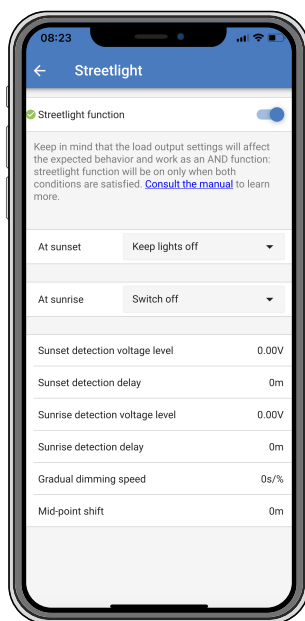 08:23
Streetlight
Streetlight function
Keep in mind that the load output settings will affect
the expected behavior and work as an AND function:
streetlight function will be on only when both
conditions are satisfied. Consult the manual to learn
more.
At sunset Keep lights off
At sunrise Switch off
Sunset detection voltage level 0.00V
Sunset detection delay 0m
Sunrise detection voltage level 0.00V
Sunrise detection delay 0m
Gradual dimming speed 0s/%
Mid-point shift 0m